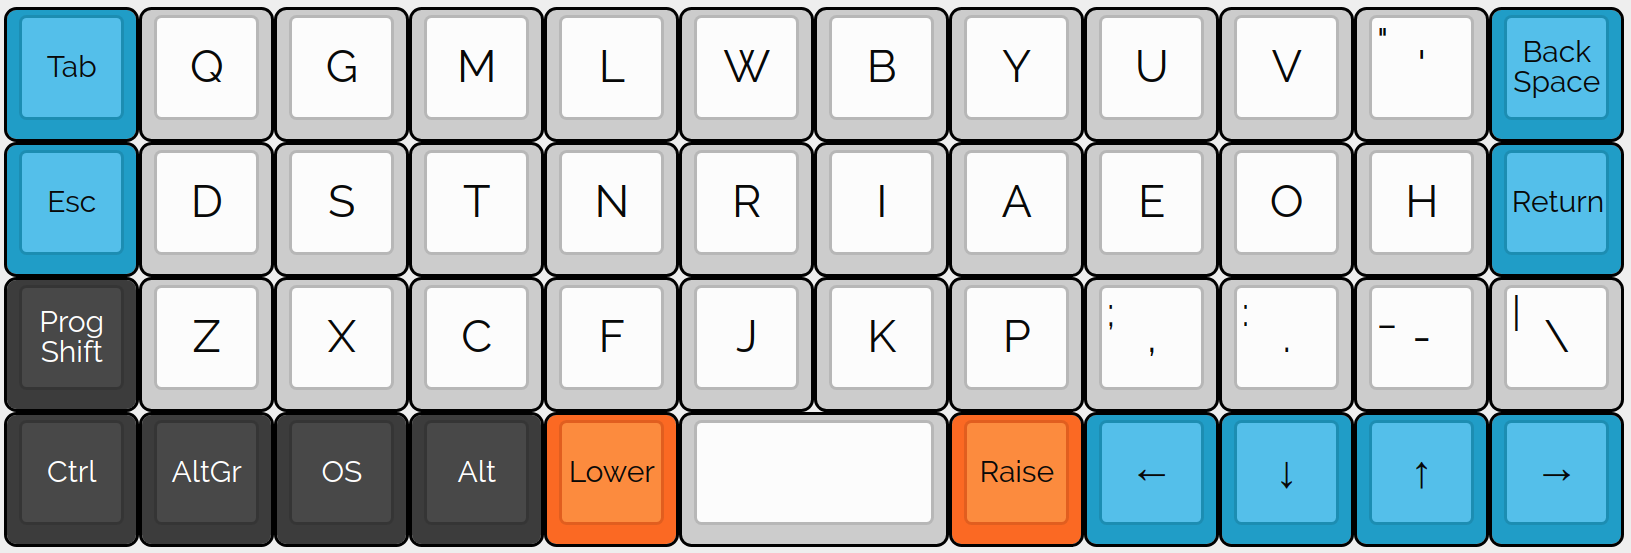 Tab Q G M L W B Y U V " ' Back
Space
Esc D S T N R I A E O H Return
Prog
Shift Z X C F J K P ; , : . _ - | \
Ctrl AltGr OS Alt Lower Raise ← ↓ ↑ →